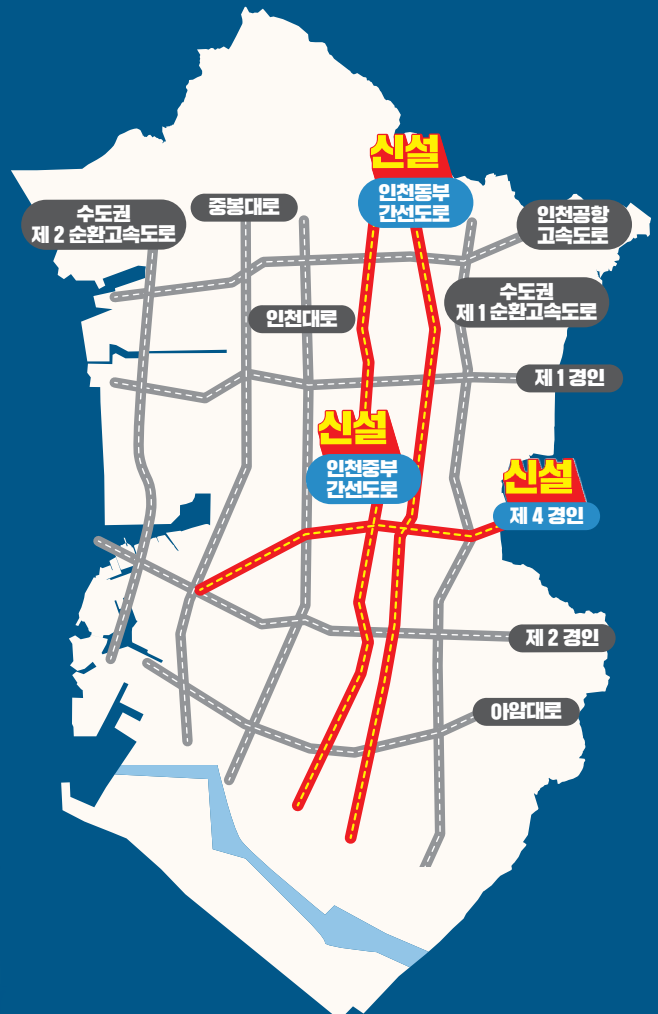 신설
인천동부
간선도로
수도권
제 2 순환고속도로
중봉대로
인천공항
고속도로
인천대로
수도권
제 1 순환고속도로
제 1 경인
신설
인천중부
간선도로
신설
제 4 경인
제 2 경인
아암대로